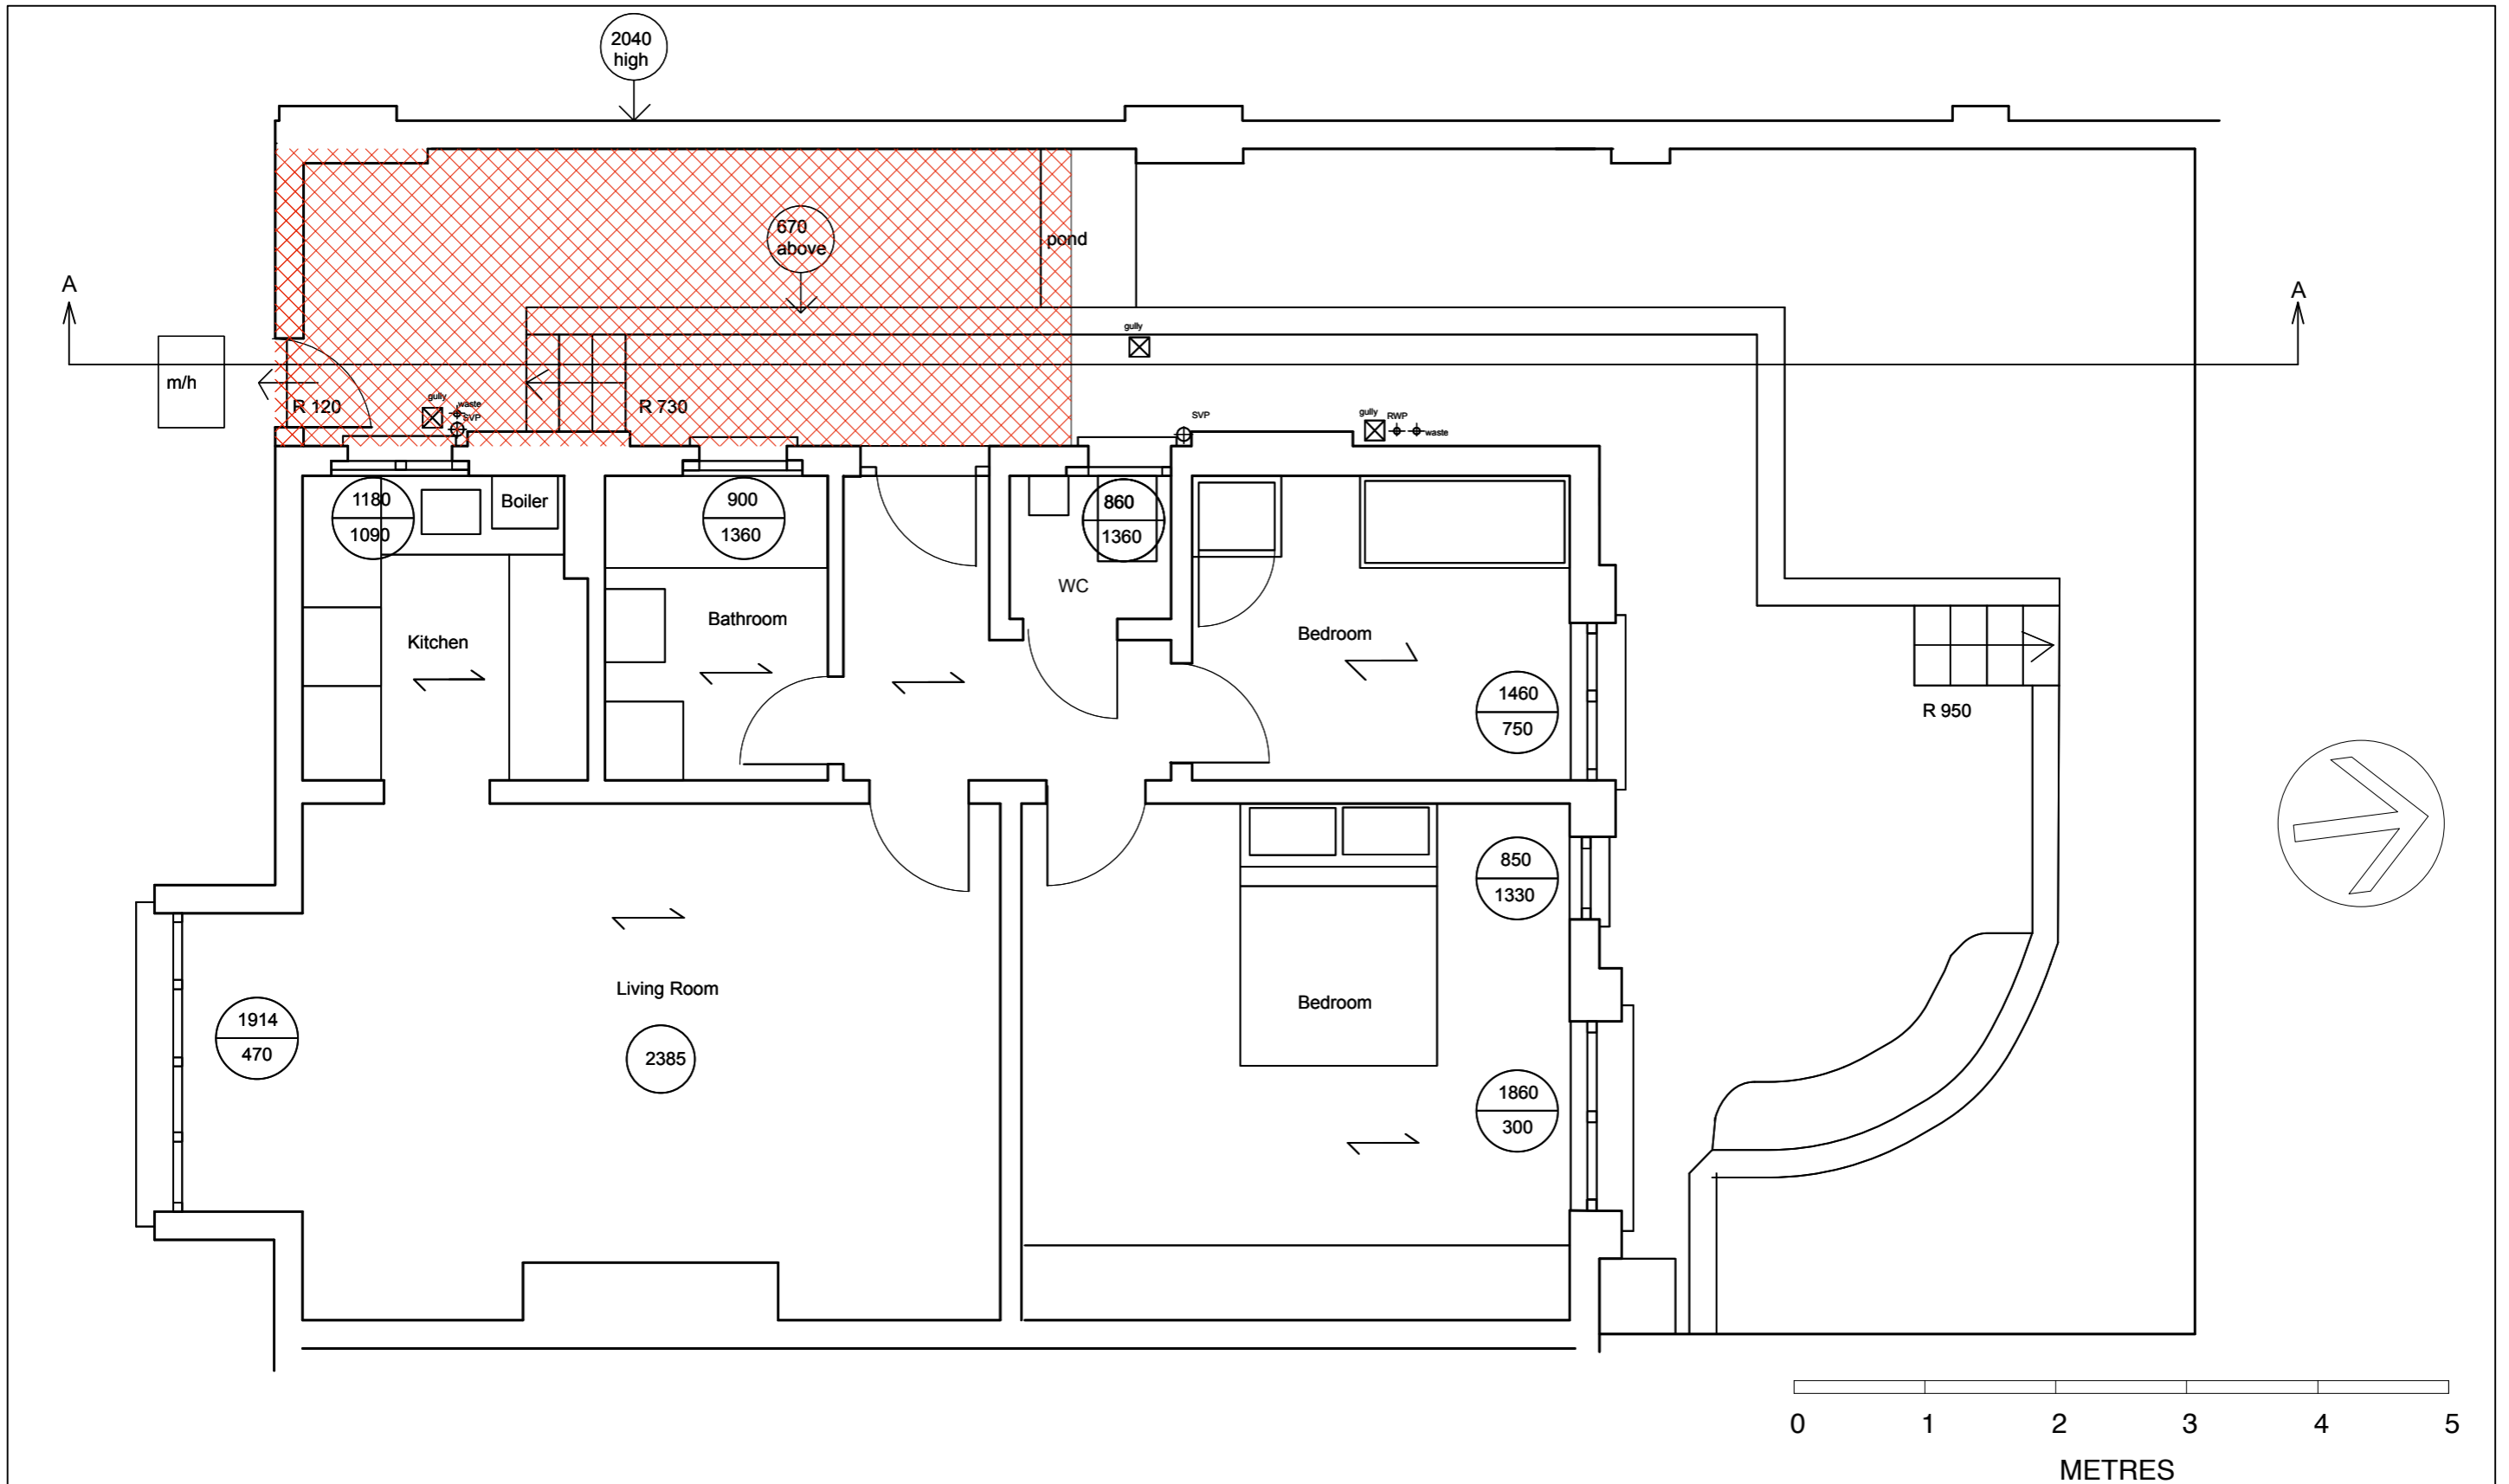 2040
high
670
above
pond
A
A
m/h
R 120
gully
waste
SVP
R 730
gully
SVP
gully
RWP
waste
1180
1090
Boiler
900
1360
860
1360
WC
Kitchen
Bathroom
Bedroom
1460
750
R 950
850
1330
Living Room
2385
1914
470
Bedroom
1860
300
0 1 2 3 4 5
METRES